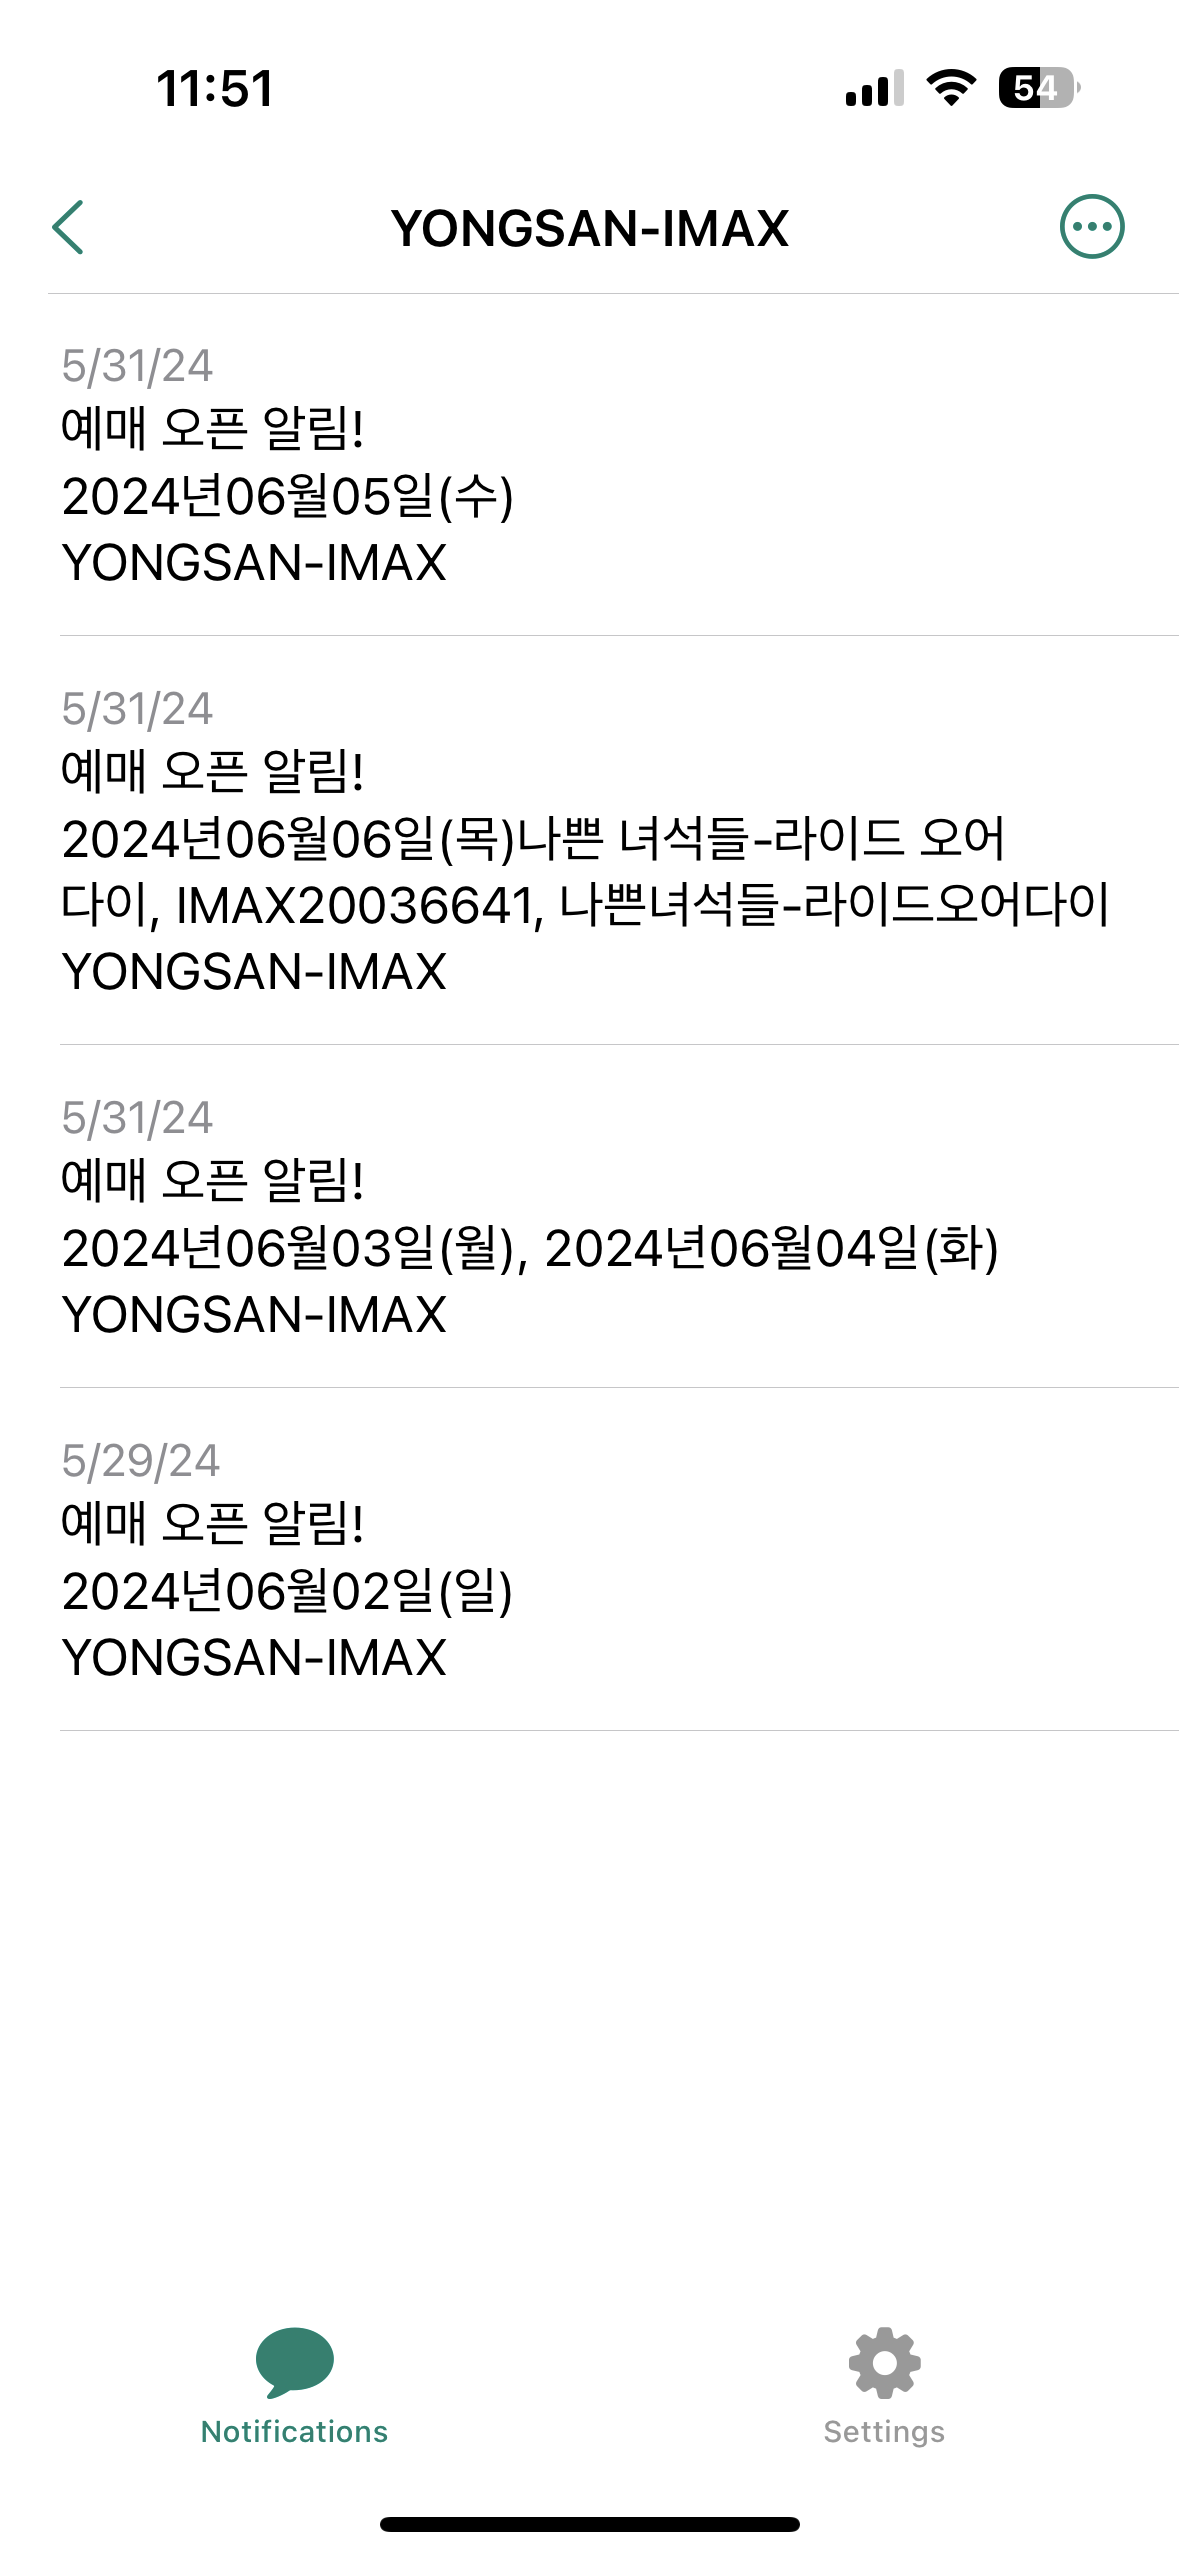 11:51
54
YONGSAN-IMAX
5/31/24
예매 오픈 알림!
2024년06월05일(수)
YONGSAN-IMAX
5/31/24
예매 오픈 알림!
2024년06월06일(목)나쁜 녀석들-라이드 오어
다이, IMAX20036641, 나쁜녀석들-라이드오어다이
YONGSAN-IMAX
5/31/24
예매 오픈 알림!
2024년06월03일(월), 2024년06월04일(화)
YONGSAN-IMAX
5/29/24
예매 오픈 알림!
2024년06월02일(일)
YONGSAN-IMAX
Notifications
Settings